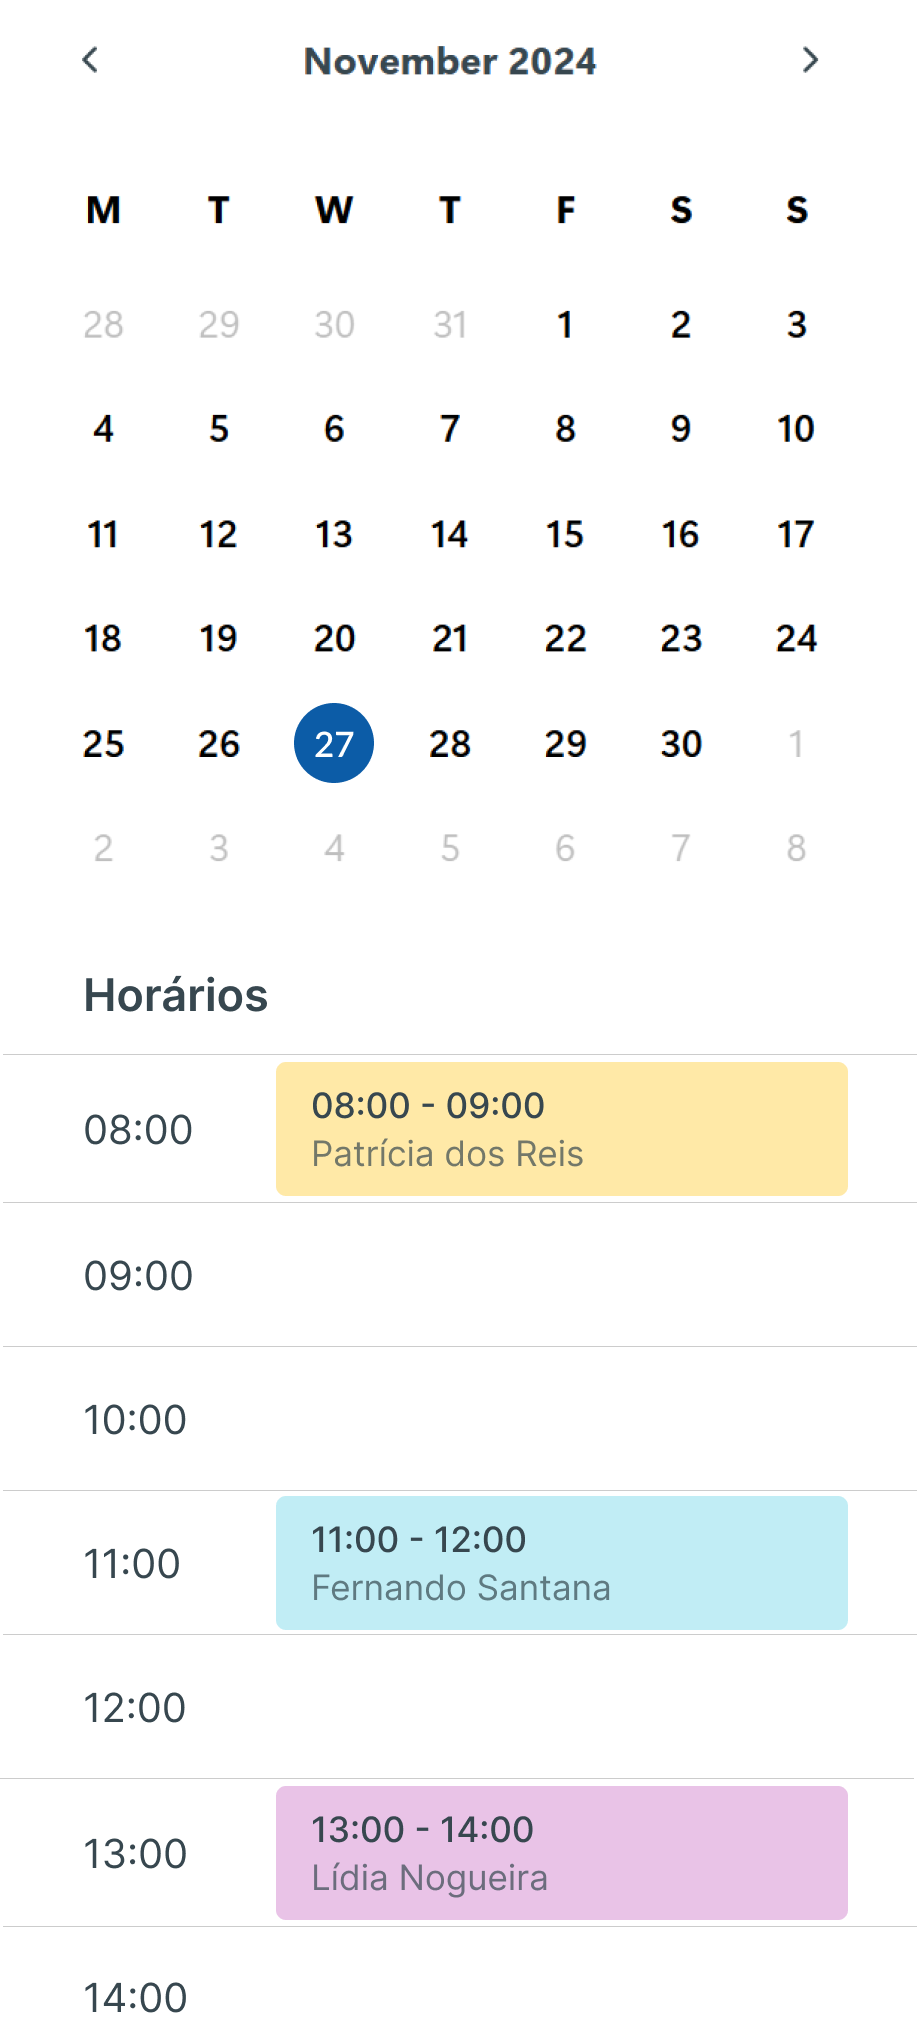 November 2024
M T W T F S S
28 29 30 31 1 2 3
4 5 6 7 8 9 10
11 12 13 14 15 16 17
18 19 20 21 22 23 24
25 26 27 28 29 30 1
2 3 4 5 6 7 8
Horários
08:00
08:00 - 09:00
Patrícia dos Reis
09:00
10:00
11:00
11:00 - 12:00
Fernando Santana
12:00
13:00
13:00 - 14:00
Lídia Nogueira
14:00